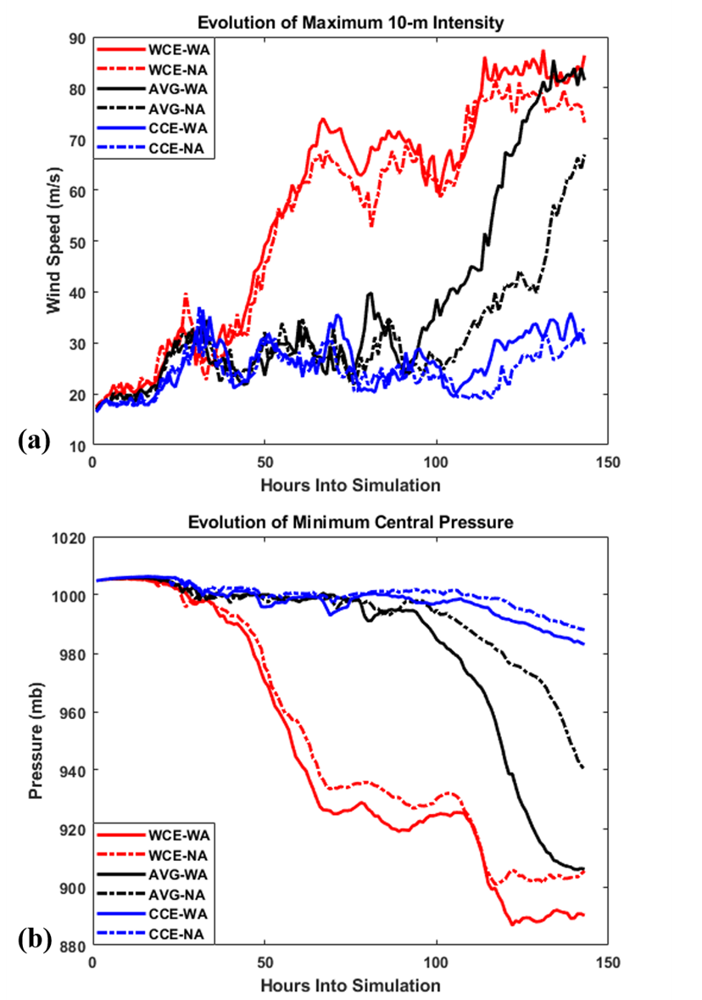 Evolution of Maximum 10-m Intensity
90
80
70
60
50
40
30
20
10
Wind Speed (m/s)
WCE-WA
WCE-NA
AVG-WA
AVG-NA
CCE-WA
CCE-NA
(a)
0 50 100 150
Hours Into Simulation
Evolution of Minimum Central Pressure
1020
1000
980
960
940
920
900
880
Pressure (mb)
WCE-WA
WCE-NA
AVG-WA
AVG-NA
CCE-WA
CCE-NA
(b)
0 50 100 150
Hours Into Simulation